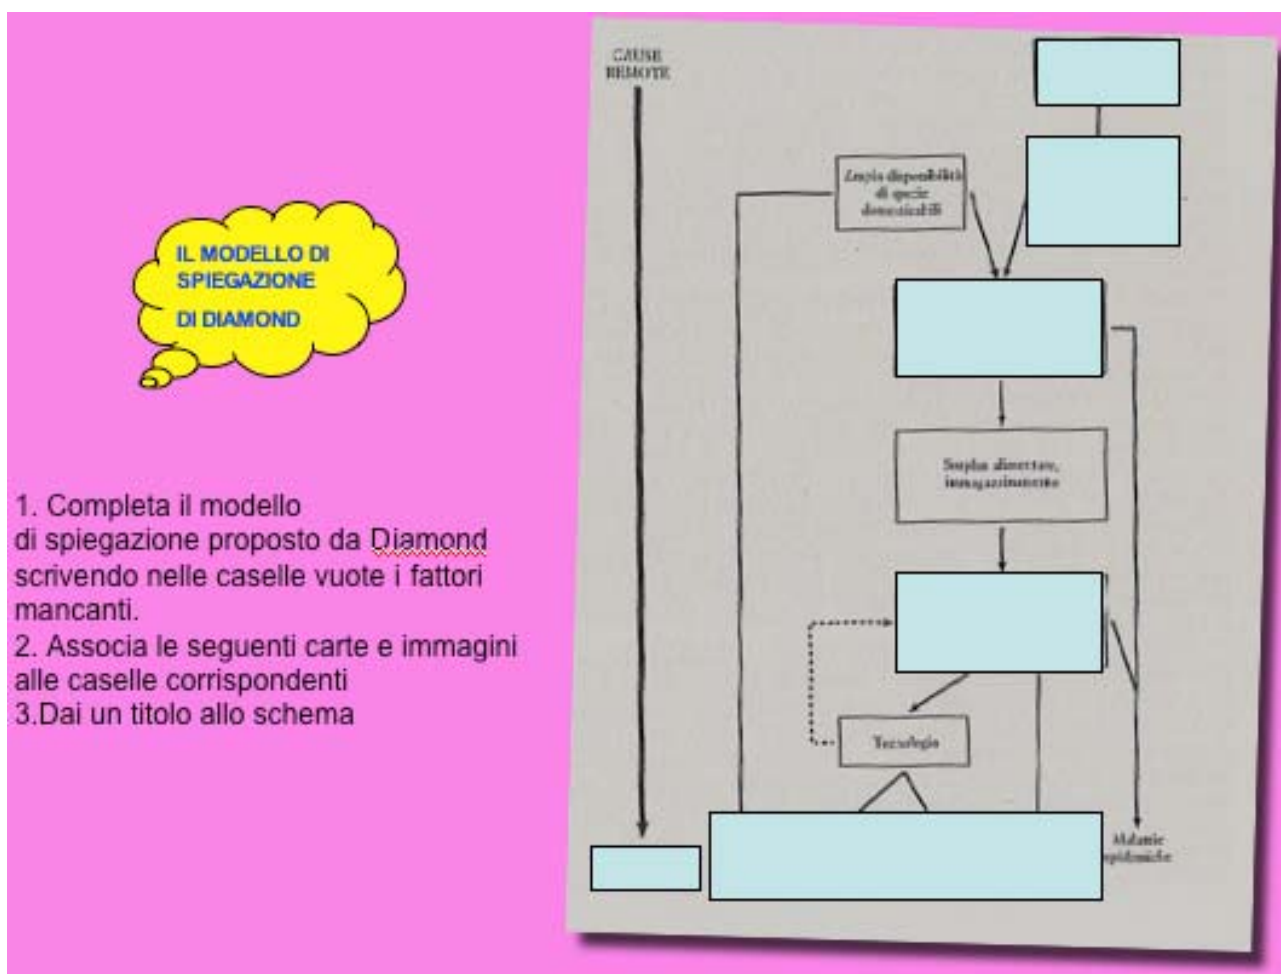 IL MODELLO DI
SPIEGAZIONE
DI DIAMOND
1. Completa il modello
di spiegazione proposto da Diamond
scrivendo nelle caselle vuote i fattori
mancanti.
2. Associa le seguenti carte e immagini
alle caselle corrispondenti
3.Dai un titolo allo schema
CAUSE
REMOTE
Ampia disponibilità
di specie
domesticabili
Surplus alimentare,
immagazzinamento
Tecnologie
Malattie
epidemiche